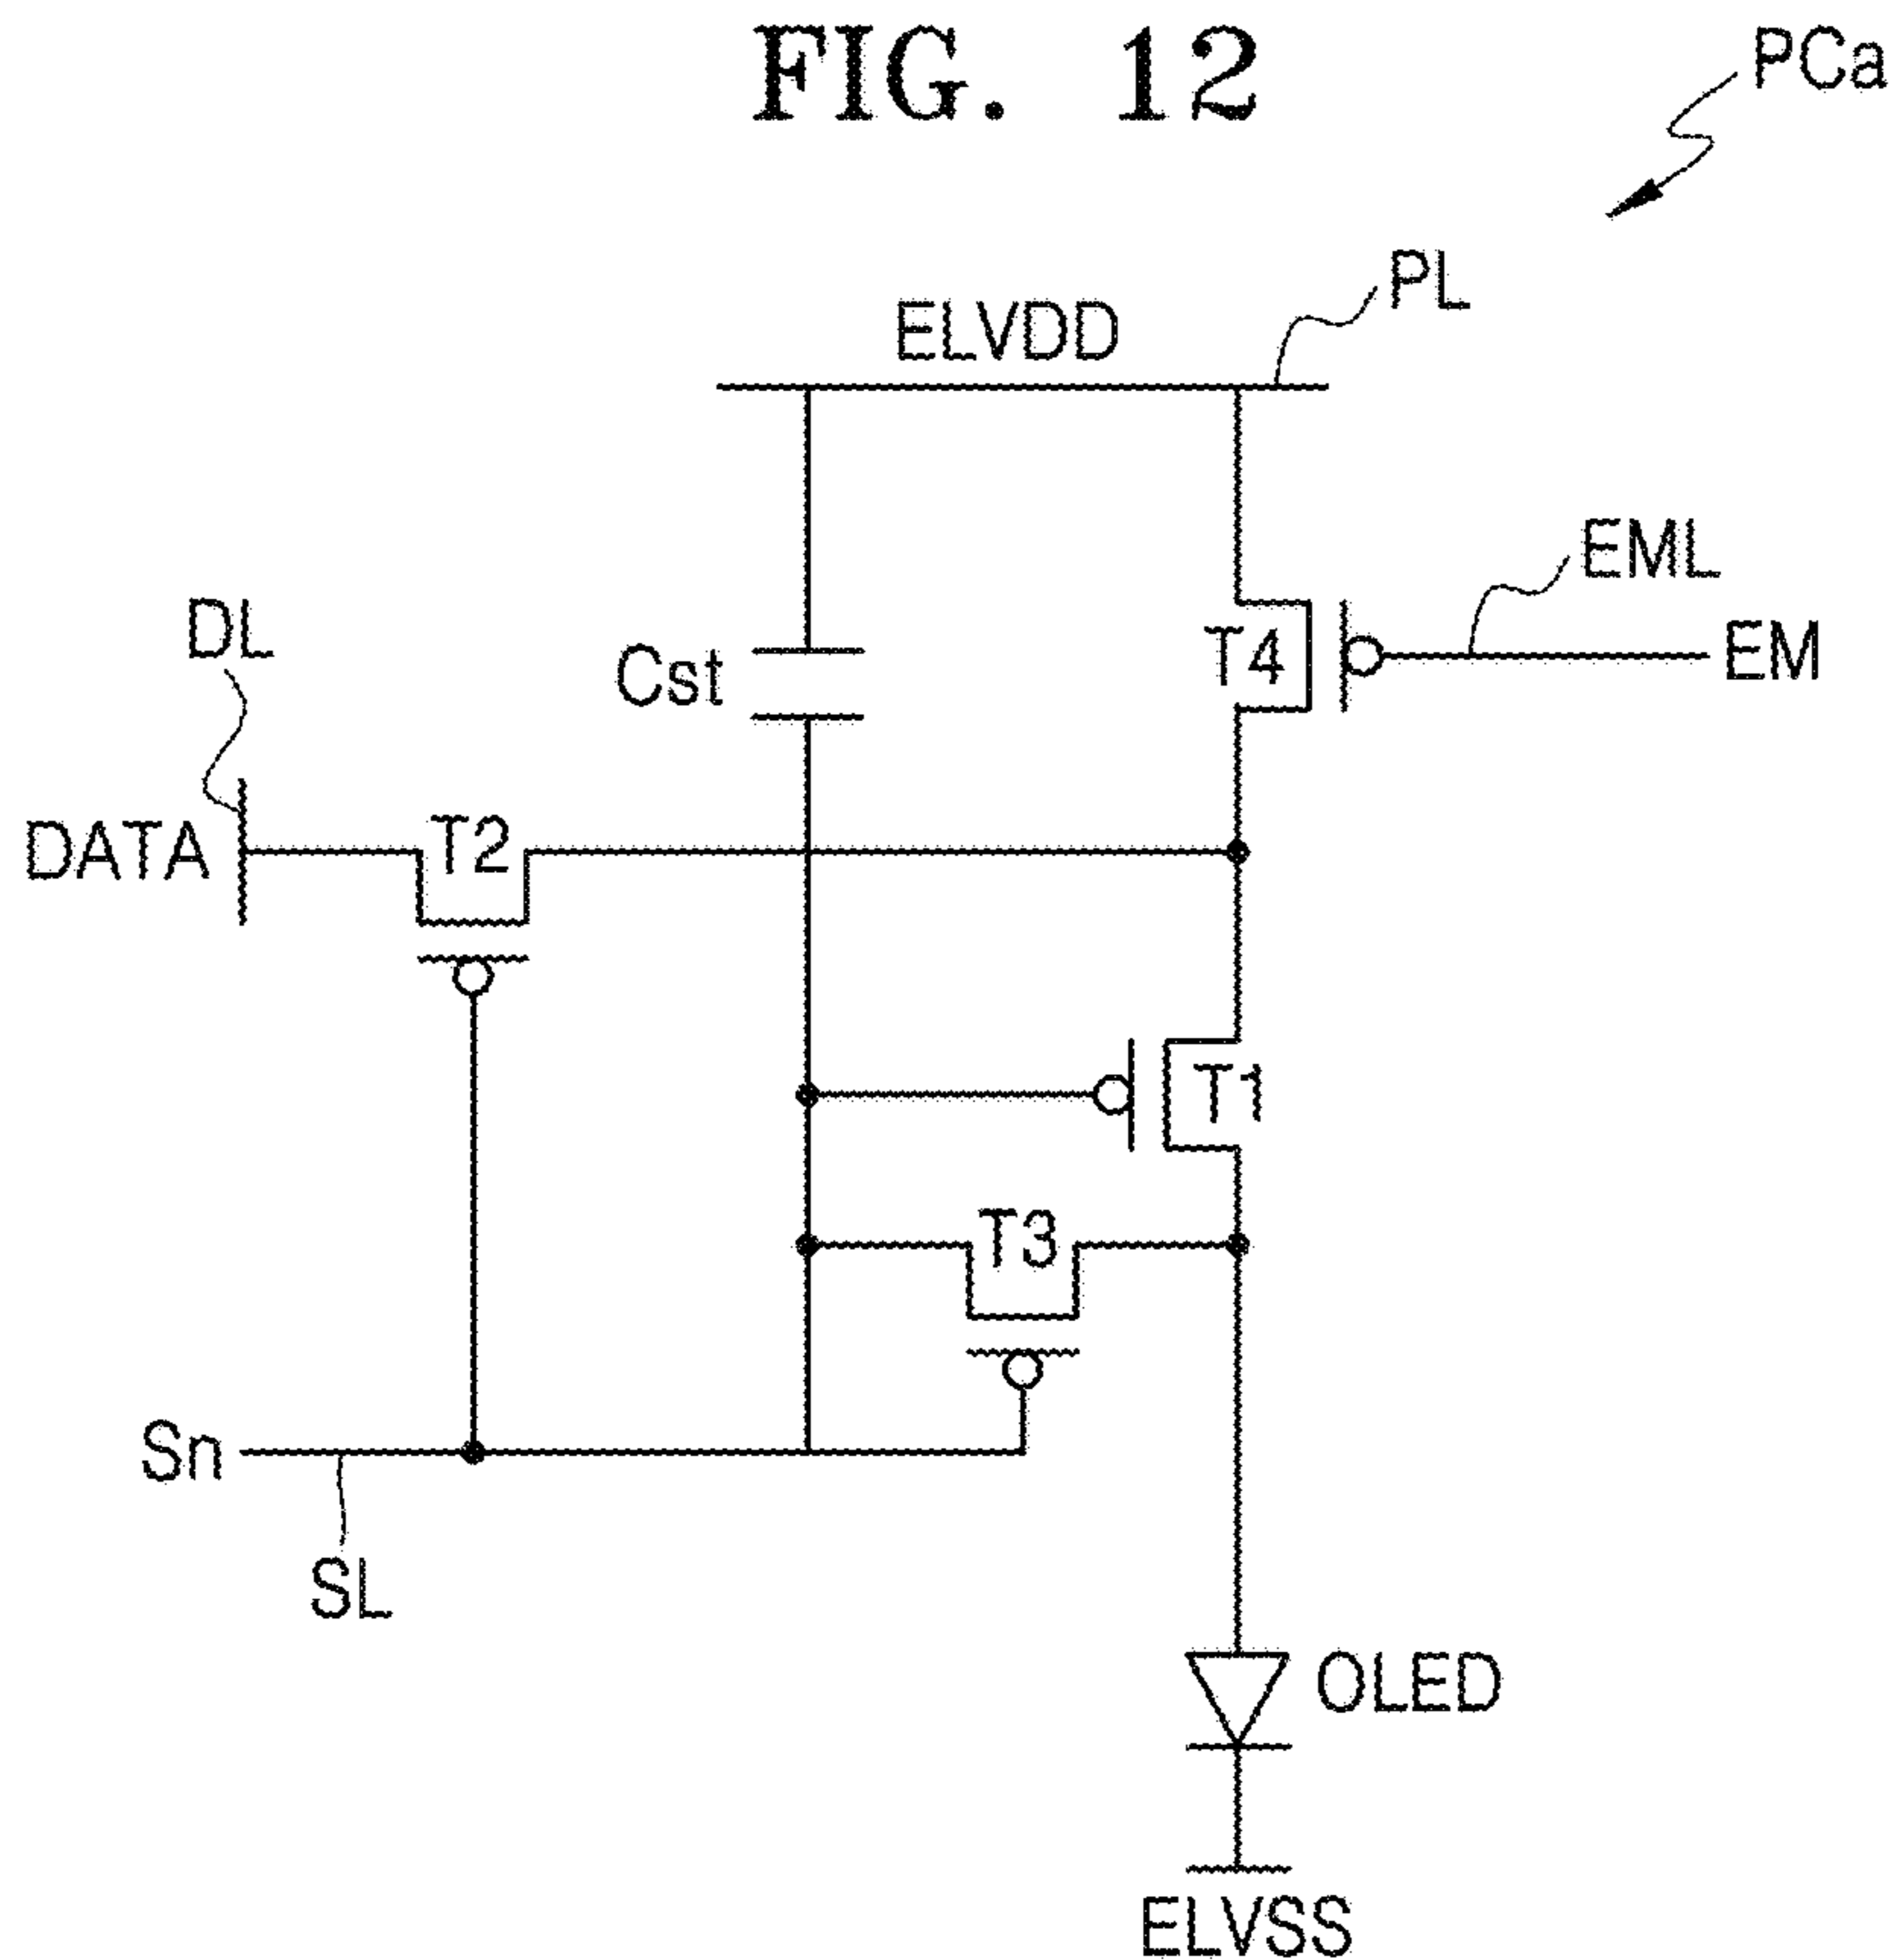 FIG. 12
PCa
PL
ELVDD
EML
EM
DL
Cst
T4
DATA
T2
T1
T3
Sn
SL
OLED
ELVSS